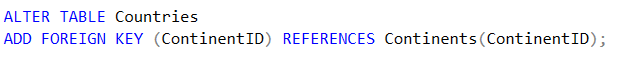 ALTER TABLE Countries
ADD FOREIGN KEY (ContinentID) REFERENCES Continents(ContinentID);